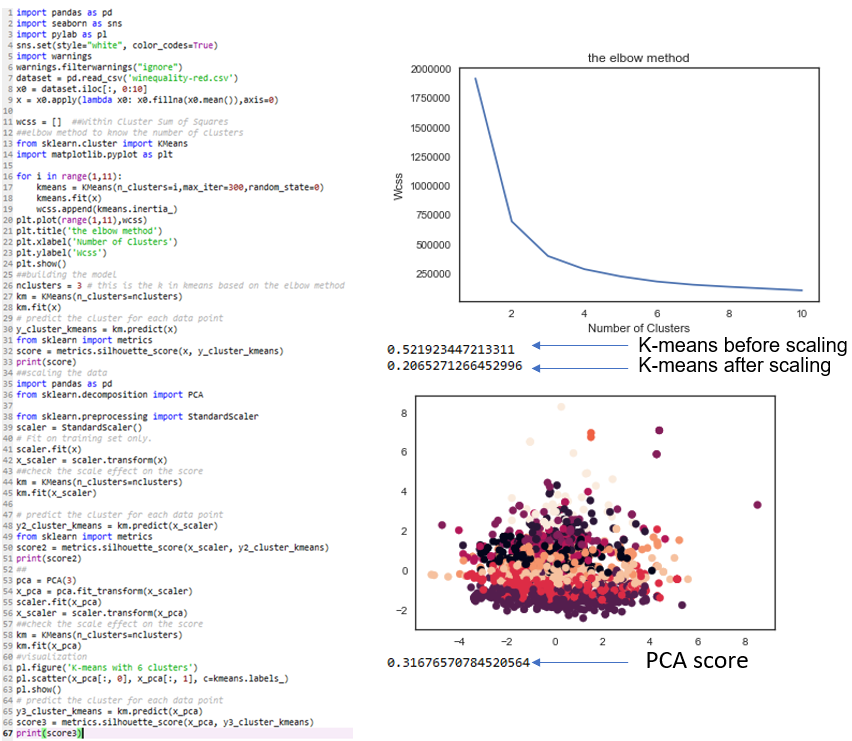 1 import pandas as pd
2 import seaborn as sns
3 import pylab as pl
4 sns.set(style="white", color_codes=True)
5 import warnings
6 warnings.filterwarnings("ignore")
7 dataset = pd.read_csv('winequality-red.csv')
8 x0 = dataset.iloc[:, 0:10]
9 x = x0.apply(lambda x0: x0.fillna(x0.mean()),axis=0)
10
11 wcss = [] ##Within Cluster Sum of Squares
12 ##elbow method to know the number of clusters
13 from sklearn.cluster import KMeans
14 import matplotlib.pyplot as plt
15
16 for i in range(1,11):
17 kmeans = KMeans(n_clusters=i,max_iter=300,random_state=0)
18 kmeans.fit(x)
19 wcss.append(kmeans.inertia_)
20 plt.plot(range(1,11),wcss)
21 plt.title('the elbow method')
22 plt.xlabel('Number of Clusters')
23 plt.ylabel('Wcss')
24 plt.show()
25 ##building the model
26 nclusters = 3 # this is the k in kmeans based on the elbow method
27 km = KMeans(n_clusters=nclusters)
28 km.fit(x)
29 # predict the cluster for each data point
30 y_cluster_kmeans = km.predict(x)
31 from sklearn import metrics
32 score = metrics.silhouette_score(x, y_cluster_kmeans)
33 print(score)
34 ##scaling the data
35 import pandas as pd
36 from sklearn.decomposition import PCA
37
38 from sklearn.preprocessing import StandardScaler
39 scaler = StandardScaler()
40 # Fit on training set only.
41 scaler.fit(x)
42 x_scaler = scaler.transform(x)
43 ##check the scale effect on the score
44 km = KMeans(n_clusters=nclusters)
45 km.fit(x_scaler)
46
47 # predict the cluster for each data point
48 y2_cluster_kmeans = km.predict(x_scaler)
49 from sklearn import metrics
50 score2 = metrics.silhouette_score(x_scaler, y2_cluster_kmeans)
51 print(score2)
52 ##
53 pca = PCA(3)
54 x_pca = pca.fit_transform(x_scaler)
55 scaler.fit(x_pca)
56 x_scaler = scaler.transform(x_pca)
57 ##check the scale effect on the score
58 km = KMeans(n_clusters=nclusters)
59 km.fit(x_pca)
60 #visualization
61 pl.figure('K-means with 6 clusters')
62 pl.scatter(x_pca[:, 0], x_pca[:, 1], c=kmeans.labels_)
63 pl.show()
64 # predict the cluster for each data point
65 y3_cluster_kmeans = km.predict(x_pca)
66 score3 = metrics.silhouette_score(x_pca, y3_cluster_kmeans)
67 print(score3)
the elbow method
2000000
1750000
1500000
1250000
1000000
750000
500000
250000
Wcss
2 4 6 8 10
Number of Clusters
0.521923447213311 K-means before scaling
0.2065271266452996 K-means after scaling
8
6
4
2
0
−2
−4 −2 0 2 4 6 8
0.31676570784520564 PCA score